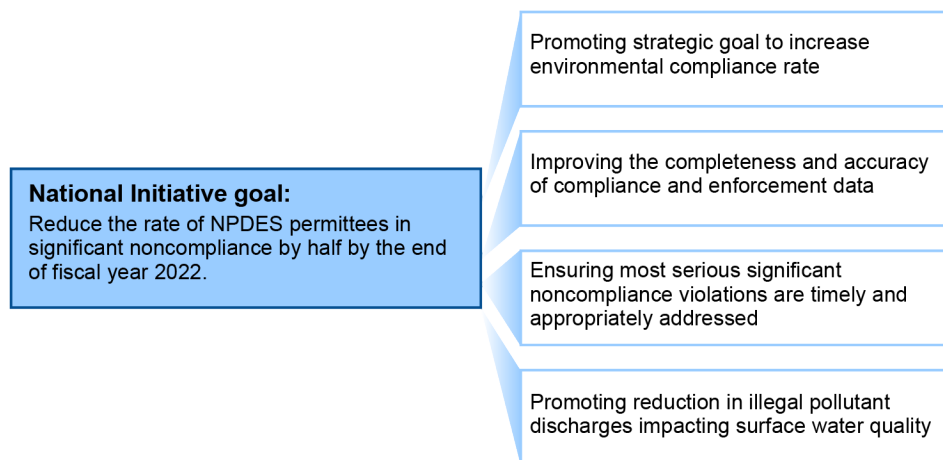 National Initiative goal:
Reduce the rate of NPDES permittees in
significant noncompliance by half by the end
of fiscal year 2022.
Promoting strategic goal to increase
environmental compliance rate
Improving the completeness and accuracy
of compliance and enforcement data
Ensuring most serious significant
noncompliance violations are timely and
appropriately addressed
Promoting reduction in illegal pollutant
discharges impacting surface water quality